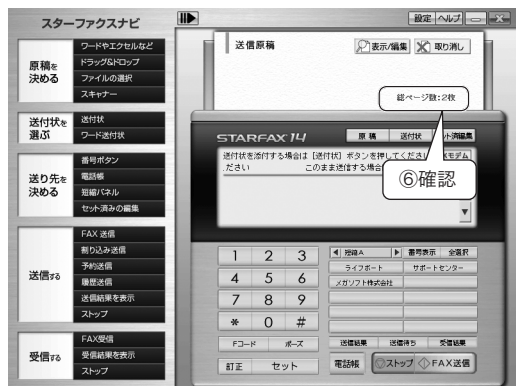 スターファクスナビ
設定
ヘルプ
原稿を
決める
ワードやエクセルなど
ドラッグ&ドロップ
ファイルの選択
スキャナー
送付状を
選ぶ
送付状
ワード送付状
送り先を
決める
番号ボタン
電話帳
短縮パネル
セット済みの編集
送信する
FAX 送信
割り込み送信
予約送信
履歴送信
送信結果を表示
ストップ
受信する
FAX受信
受信結果を表示
ストップ
送信原稿
表示/編集
取り消し
総ページ数:2枚
⑥確認
STARFAX 14
原 稿
送付状
ット済編集
送付状を添付する場合は [送付状] ボタンを押してくださ
モデム
ださい
このまま送信する場合
1 2 3
4 5 6
7 8 9
* 0 #
Fコード
ポーズ
訂正
セット
短縮A
番号表示
全選択
ライフボート
サポートセンター
メガソフト株式会社
送信結果
送信待ち
受信結果
電話帳
ストップ
FAX送信